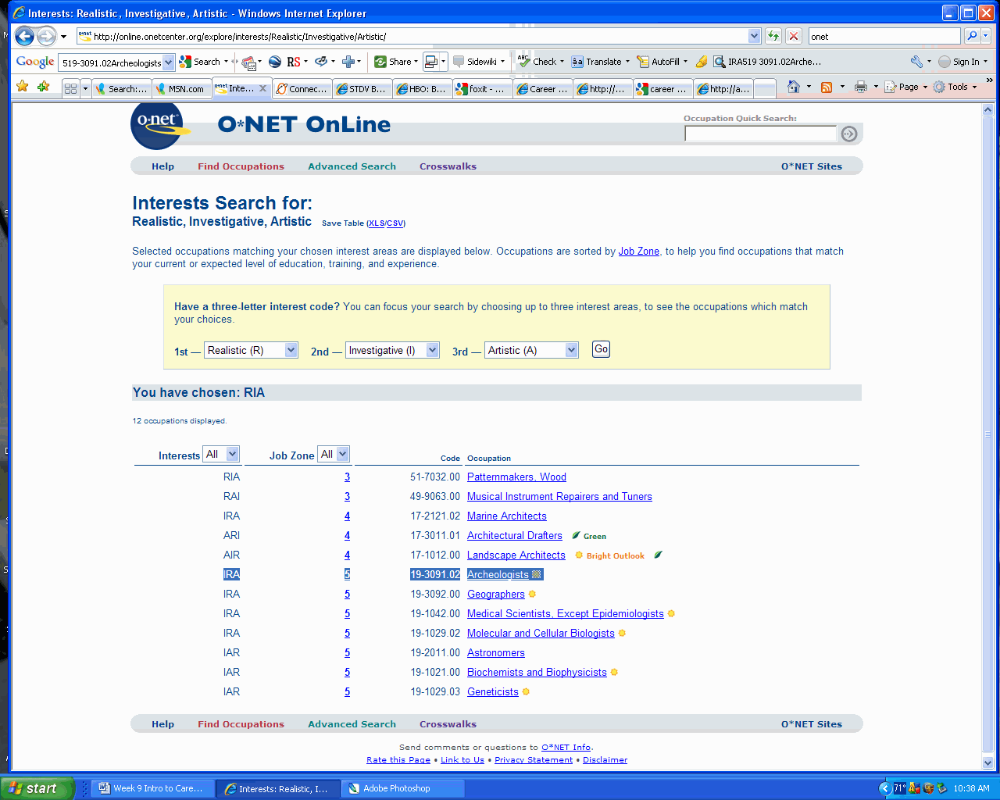 Interests: Realistic, Investigative, Artistic - Windows Internet Explorer
http://online.onetcenter.org/explore/interests/Realistic/Investigative/Artistic/ onet
Google 519-3091.02Archeologists Search RS Share Sidewiki Check Translate AutoFill IRA519 3091.02Arche... Sign In
Search:... MSN.com Inte... Connec... STDV B... HBO: B... foxit - ... Career ... http://... career ... http://a... Page Tools
o·net O*NET OnLine Occupation Quick Search:
Help Find Occupations Advanced Search Crosswalks O*NET Sites
Interests Search for:
Realistic, Investigative, Artistic Save Table (XLS/CSV)
Selected occupations matching your chosen interest areas are displayed below. Occupations are sorted by Job Zone, to help you find occupations that match
your current or expected level of education, training, and experience.
Have a three-letter interest code? You can focus your search by choosing up to three interest areas, to see the occupations which match
your choices.
1st — Realistic (R) 2nd — Investigative (I) 3rd — Artistic (A) Go
You have chosen: RIA
12 occupations displayed.
Interests All Job Zone All Code Occupation
RIA 3 51-7032.00 Patternmakers, Wood
RAI 3 49-9063.00 Musical Instrument Repairers and Tuners
IRA 4 17-2121.02 Marine Architects
ARI 4 17-3011.01 Architectural Drafters Green
AIR 4 17-1012.00 Landscape Architects Bright Outlook
IRA 5 19-3091.02 Archeologists
IRA 5 19-3092.00 Geographers
IRA 5 19-1042.00 Medical Scientists, Except Epidemiologists
IRA 5 19-1029.02 Molecular and Cellular Biologists
IAR 5 19-2011.00 Astronomers
IAR 5 19-1021.00 Biochemists and Biophysicists
IAR 5 19-1029.03 Geneticists
Help Find Occupations Advanced Search Crosswalks O*NET Sites
Send comments or questions to O*NET Info.
Rate this Page • Link to Us • Privacy Statement • Disclaimer
start Week 9 Intro to Care... Interests: Realistic, I... Adobe Photoshop 71° 10:38 AM